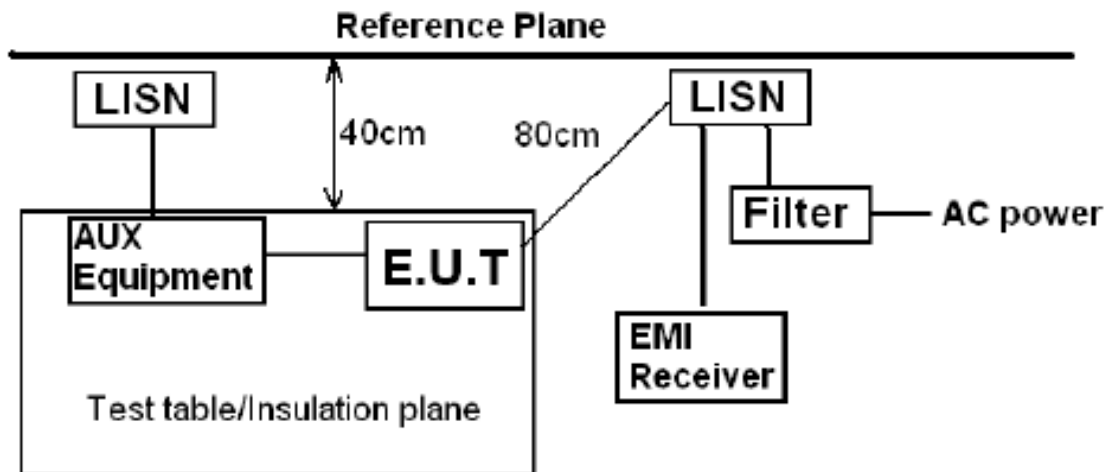 Reference Plane
LISN
40cm
80cm
LISN
Filter
AC power
AUX
Equipment
E.U.T
EMI
Receiver
Test table/Insulation plane